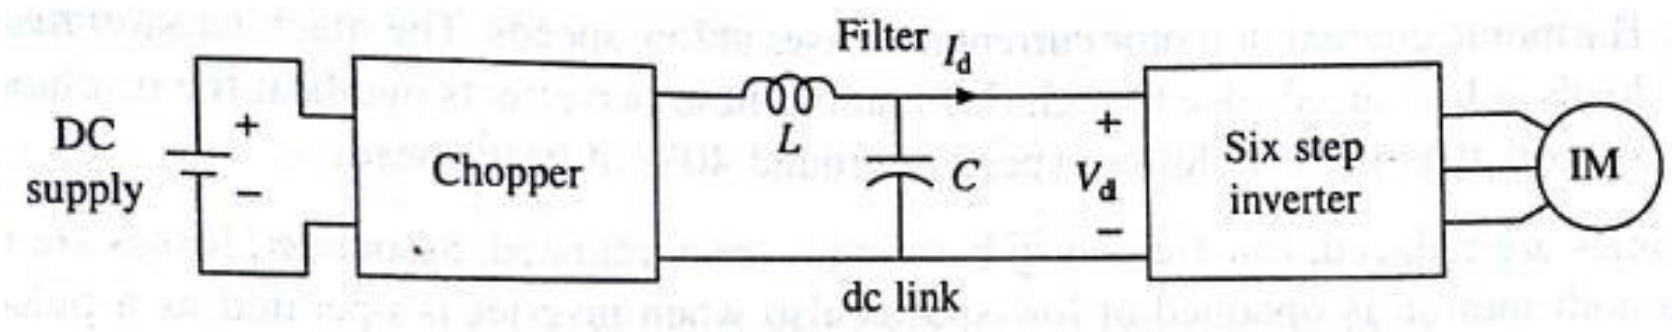 Filter
I_d
DC
supply
+
−
Chopper
L
C
+
V_d
−
Six step
inverter
IM
dc link